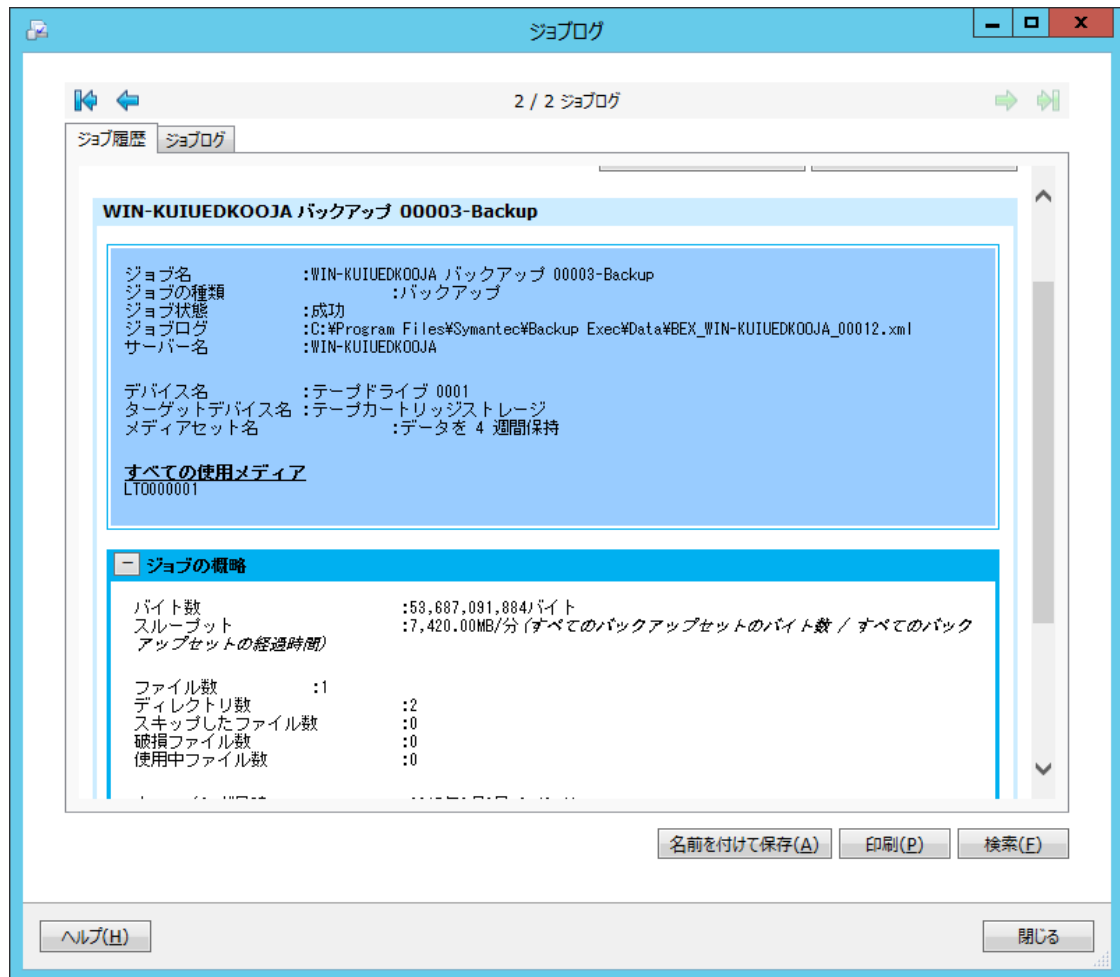 ジョブログ
2 / 2 ジョブログ
ジョブ履歴 ジョブログ
WIN-KUIUEDKOOJA バックアップ 00003-Backup
ジョブ名 :WIN-KUIUEDKOOJA バックアップ 00003-Backup
ジョブの種類 :バックアップ
ジョブ状態 :成功
ジョブログ :C:¥Program Files¥Symantec¥Backup Exec¥Data¥BEX_WIN-KUIUEDKOOJA_00012.xml
サーバー名 :WIN-KUIUEDKOOJA
デバイス名 :テープドライブ 0001
ターゲットデバイス名 :テープカートリッジストレージ
メディアセット名 :データを 4 週間保持
すべての使用メディア
LTO000001
ジョブの概略
バイト数 :53,687,091,884バイト
スループット :7,420.00MB/分 (すべてのバックアップセットのバイト数 / すべてのバック
アップセットの経過時間)
ファイル数 :1
ディレクトリ数 :2
スキップしたファイル数 :0
破損ファイル数 :0
使用中ファイル数 :0
名前を付けて保存(A) 印刷(P) 検索(F)
ヘルプ(H) 閉じる